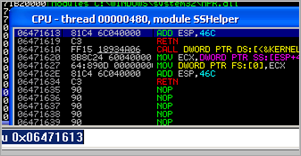 CPU - thread 00000480, module SSHelper
06471613 81C4 6C040000 ADD ESP,46C
06471619 C3 RETN
0647161A FF15 18934A06 CALL DWORD PTR DS:[<&KERNEL
06471620 8B8C24 60040000 MOV ECX,DWORD PTR SS:[ESP+4
06471627 64:890D 00000000 MOV DWORD PTR FS:[0],ECX
0647162E 81C4 6C040000 ADD ESP,46C
06471634 C3 RETN
06471635 90 NOP
06471636 90 NOP
06471637 90 NOP
06471638 90 NOP
06471639 90 NOP
u 0x06471613